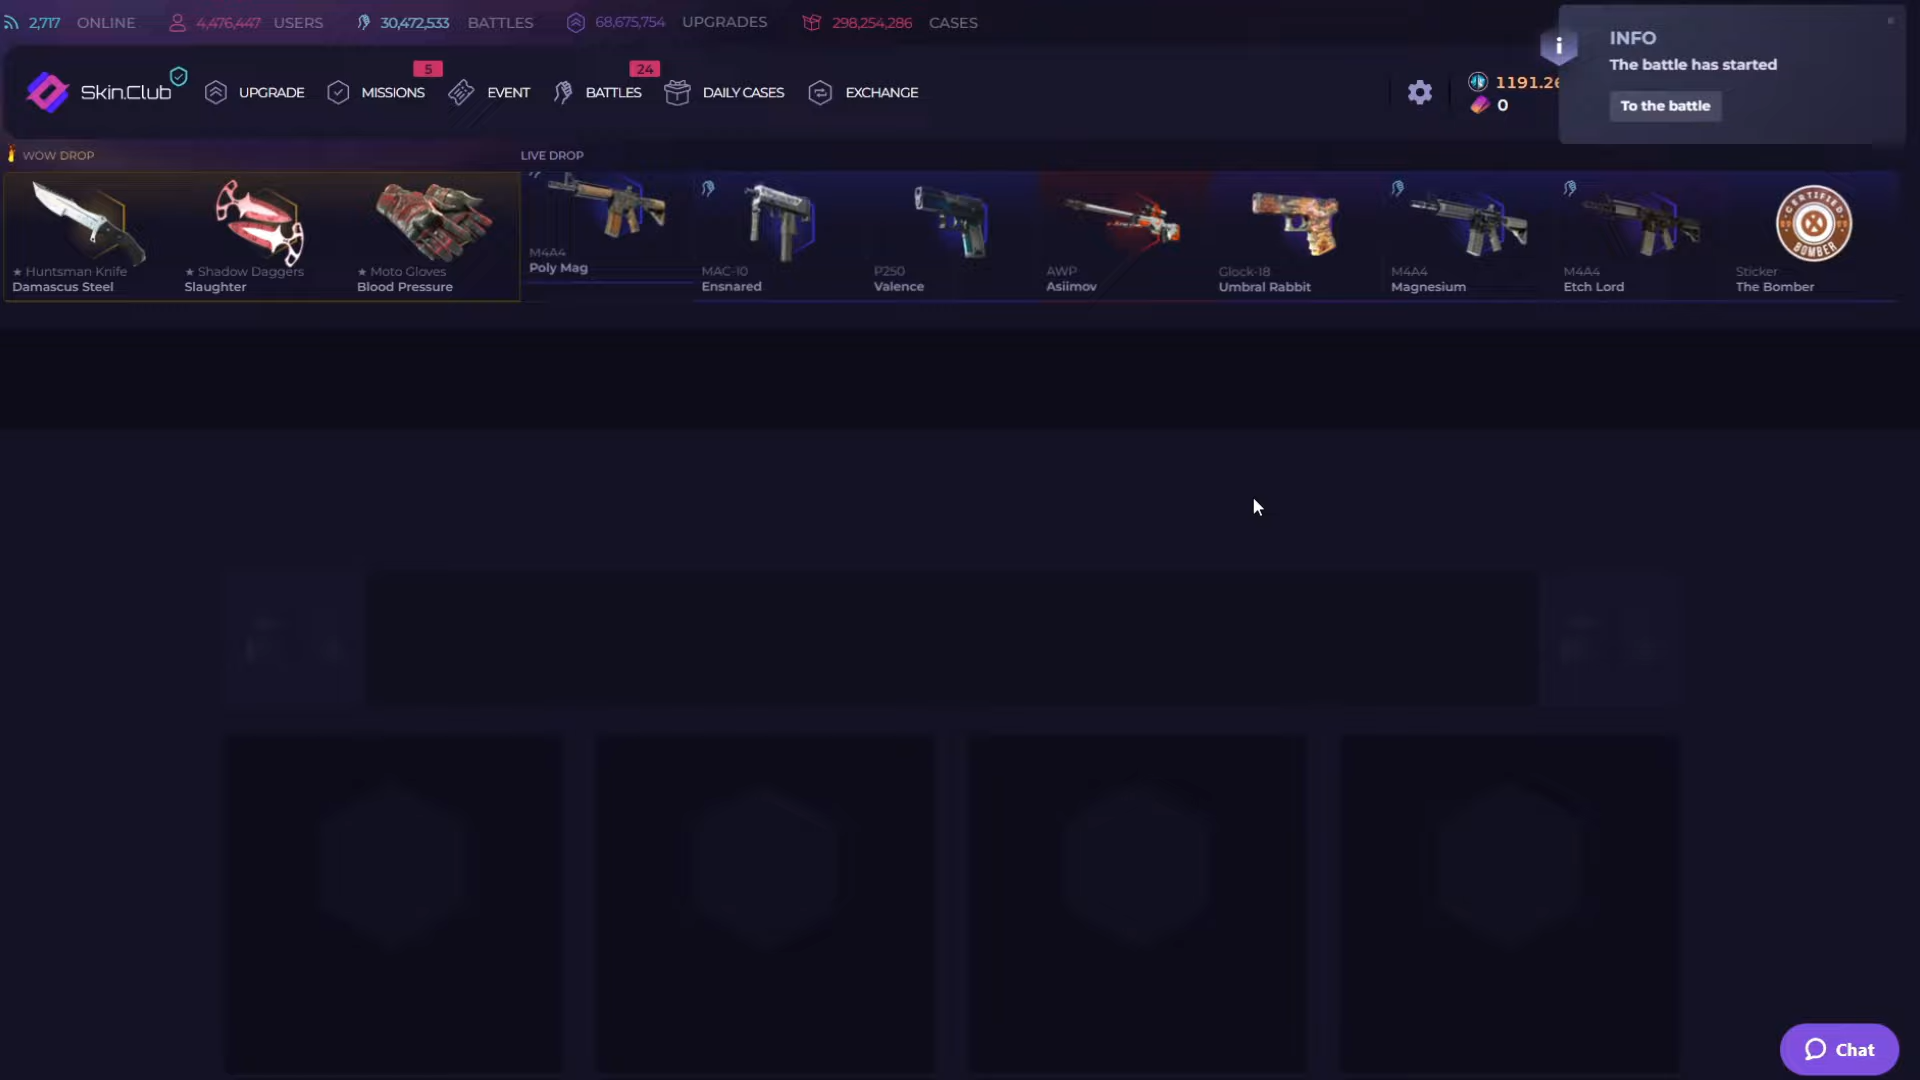 2,717 ONLINE 4,476,447 USERS 30,472,533 BATTLES 68,675,754 UPGRADES 298,254,286 CASES
INFO
The battle has started
To the battle
Skin.Club UPGRADE MISSIONS 5 EVENT BATTLES 24 DAILY CASES EXCHANGE
1191.26
0
WOW DROP LIVE DROP
★ Huntsman Knife
Damascus Steel
★ Shadow Daggers
Slaughter
★ Moto Gloves
Blood Pressure
M4A4
Poly Mag
MAC-10
Ensnared
P250
Valence
AWP
Asiimov
Glock-18
Umbral Rabbit
M4A4
Magnesium
M4A4
Etch Lord
Sticker
The Bomber
CERTIFIED
BOMBER
Chat